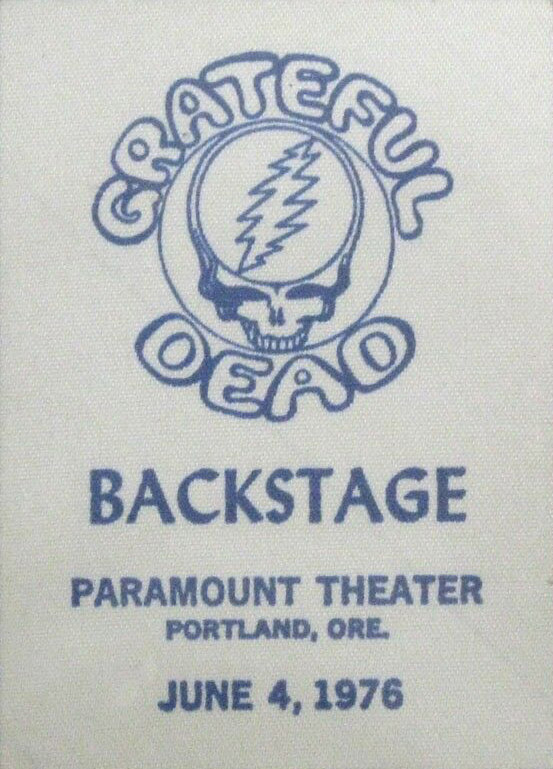 GRATEFUL
DEAD
BACKSTAGE
PARAMOUNT THEATER
PORTLAND, ORE.
JUNE 4, 1976